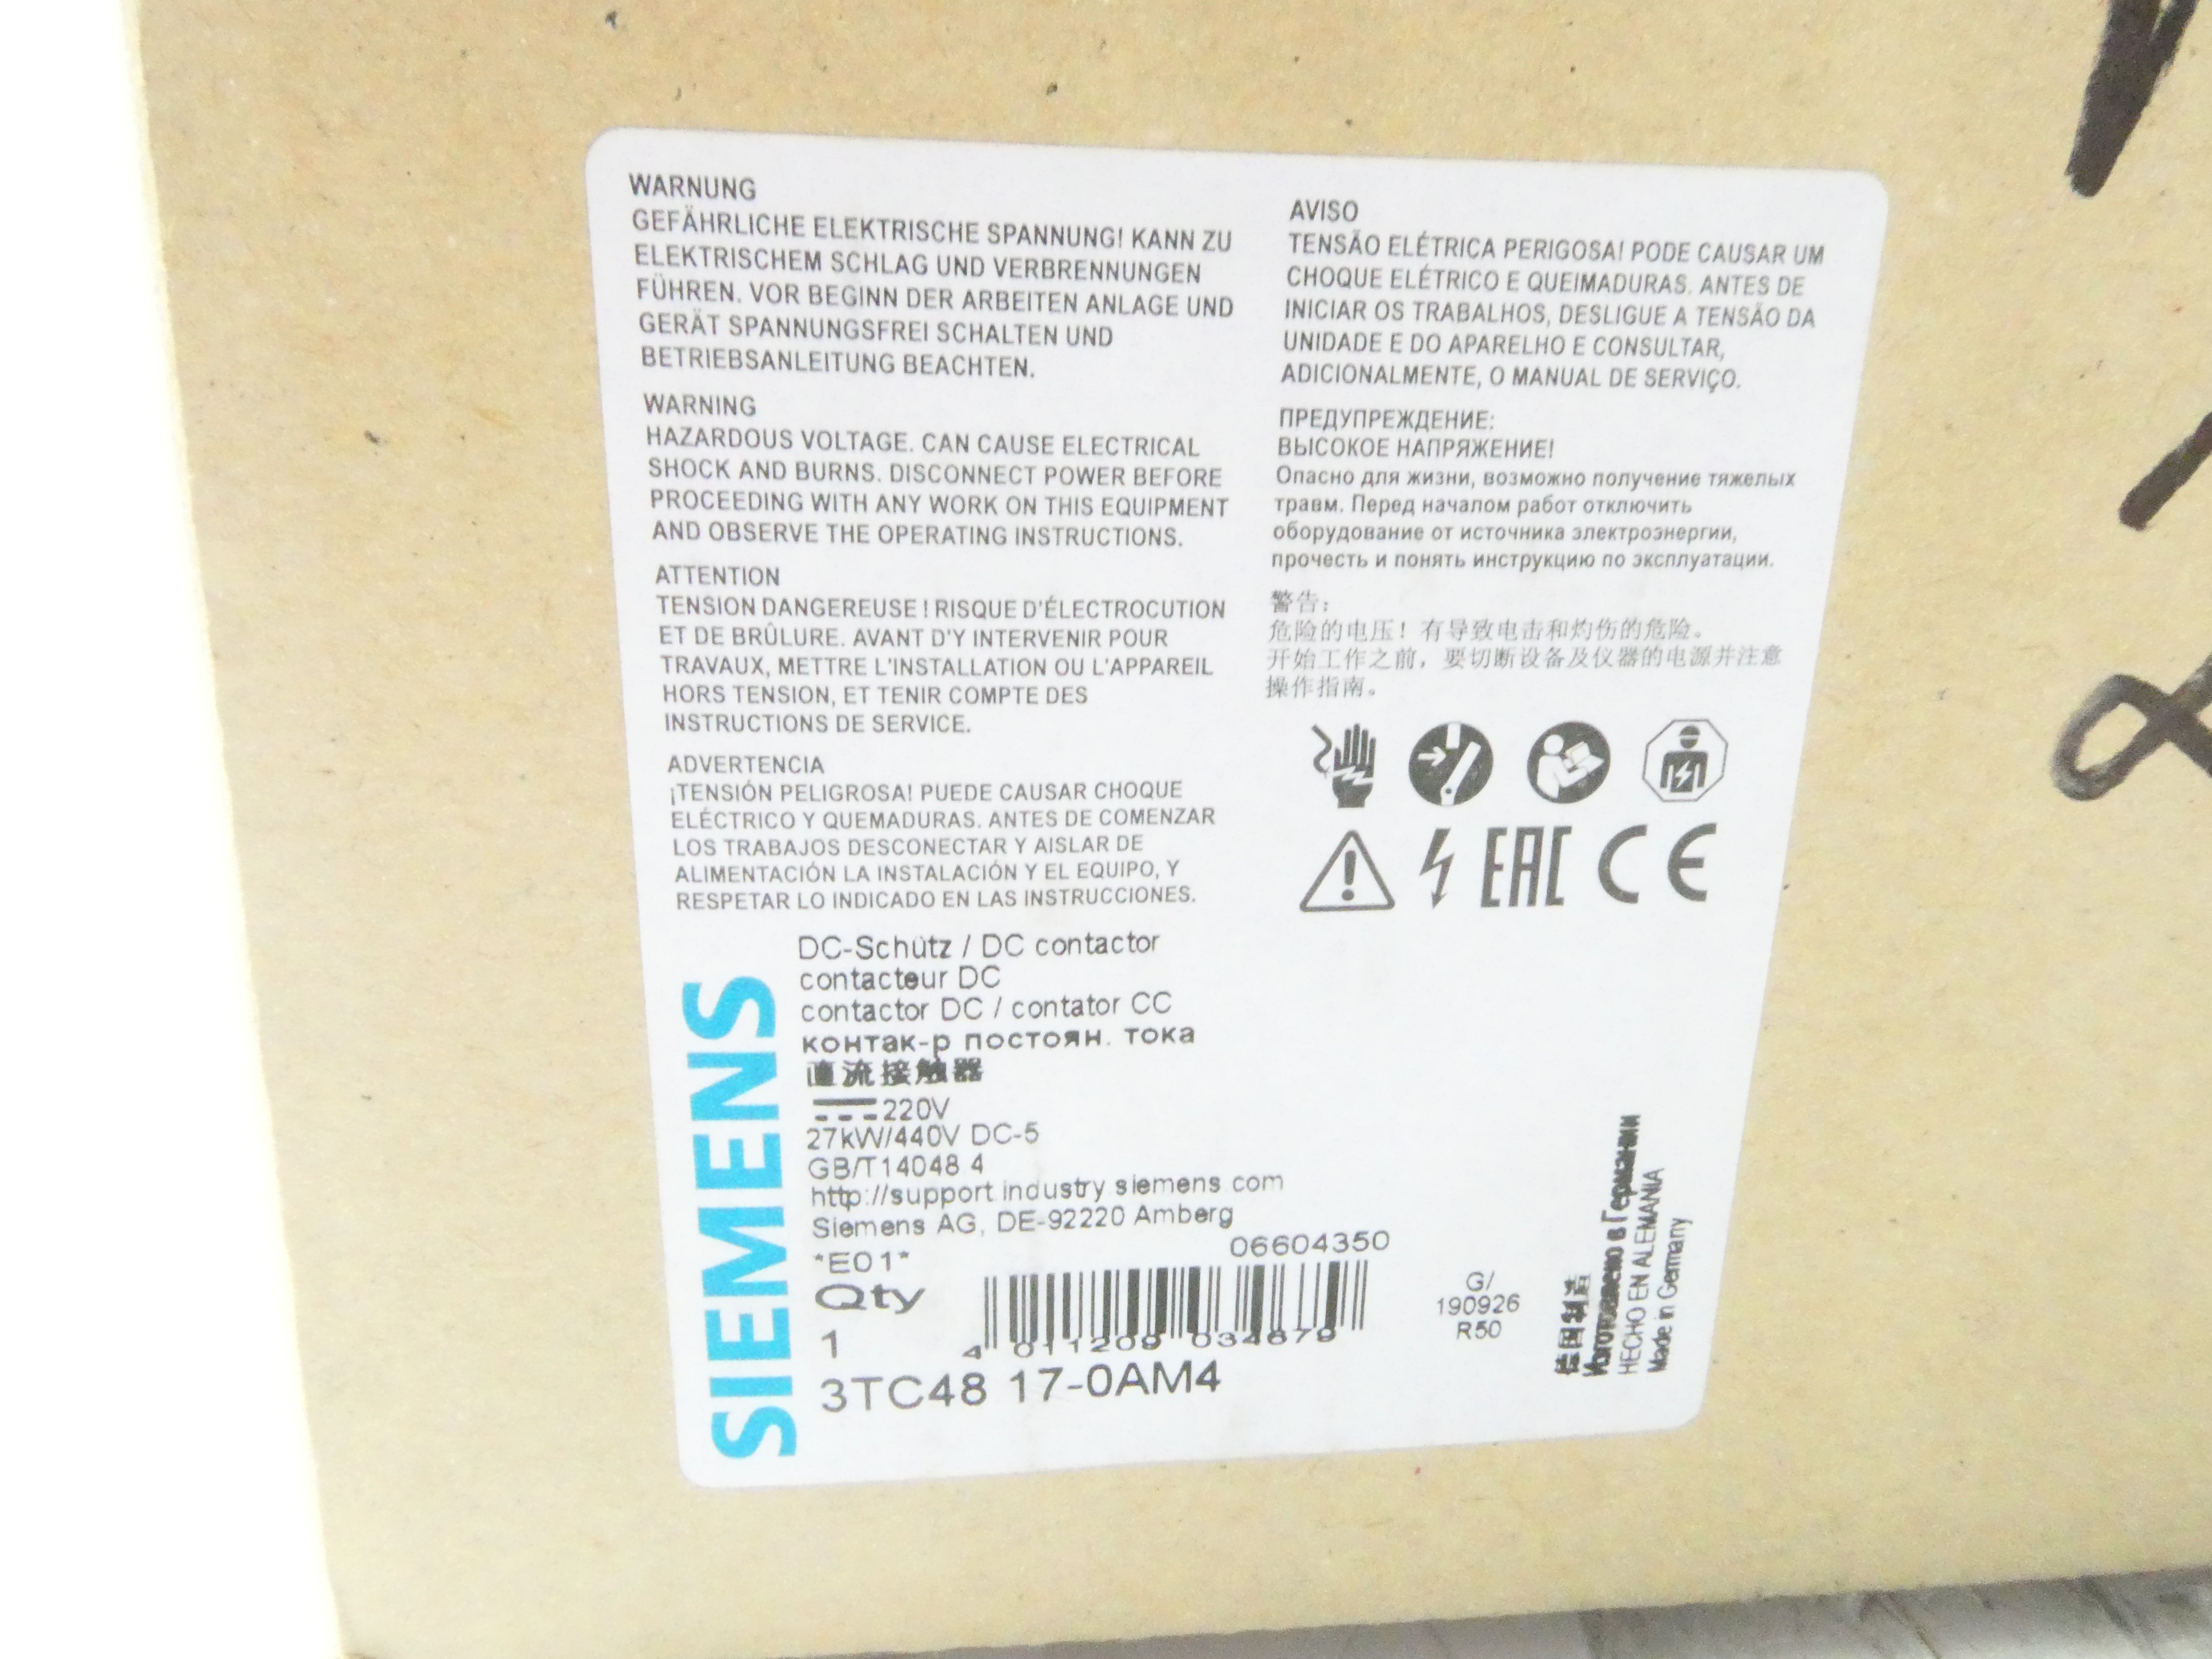 WARNUNG
GEFÄHRLICHE ELEKTRISCHE SPANNUNG! KANN ZU
ELEKTRISCHEM SCHLAG UND VERBRENNUNGEN
FÜHREN. VOR BEGINN DER ARBEITEN ANLAGE UND
GERÄT SPANNUNGSFREI SCHALTEN UND
BETRIEBSANLEITUNG BEACHTEN.
WARNING
HAZARDOUS VOLTAGE. CAN CAUSE ELECTRICAL
SHOCK AND BURNS. DISCONNECT POWER BEFORE
PROCEEDING WITH ANY WORK ON THIS EQUIPMENT
AND OBSERVE THE OPERATING INSTRUCTIONS.
ATTENTION
TENSION DANGEREUSE ! RISQUE D'ÉLECTROCUTION
ET DE BRÛLURE. AVANT D'Y INTERVENIR POUR
TRAVAUX, METTRE L'INSTALLATION OU L'APPAREIL
HORS TENSION, ET TENIR COMPTE DES
INSTRUCTIONS DE SERVICE.
ADVERTENCIA
¡TENSIÓN PELIGROSA! PUEDE CAUSAR CHOQUE
ELÉCTRICO Y QUEMADURAS. ANTES DE COMENZAR
LOS TRABAJOS DESCONECTAR Y AISLAR DE
ALIMENTACIÓN LA INSTALACIÓN Y EL EQUIPO, Y
RESPETAR LO INDICADO EN LAS INSTRUCCIONES.
AVISO
TENSÃO ELÉTRICA PERIGOSA! PODE CAUSAR UM
CHOQUE ELÉTRICO E QUEIMADURAS. ANTES DE
INICIAR OS TRABALHOS, DESLIGUE A TENSÃO DA
UNIDADE E DO APARELHO E CONSULTAR,
ADICIONALMENTE, O MANUAL DE SERVIÇO.
ПРЕДУПРЕЖДЕНИЕ:
ВЫСОКОЕ НАПРЯЖЕНИЕ!
Опасно для жизни, возможно получение тяжелых
травм. Перед началом работ отключить
оборудование от источника электроэнергии,
прочесть и понять инструкцию по эксплуатации.
警告：
危险的电压！有导致电击和灼伤的危险。
开始工作之前，要切断设备及仪器的电源并注意
操作指南。
EAC CE
SIEMENS
DC-Schütz / DC contactor
contacteur DC
contactor DC / contator CC
контак-р постоян. тока
直流接触器
220V
27kW/440V DC-5
GB/T14048 4
http://support.industry siemens com
Siemens AG, DE-92220 Amberg
*E01*
06604350
Qty
1
4 011209 034679
3TC48 17-0AM4
G/
190926
R50
德国制造
Изготовлено в Германии
HECHO EN ALEMANIA
Made in Germany